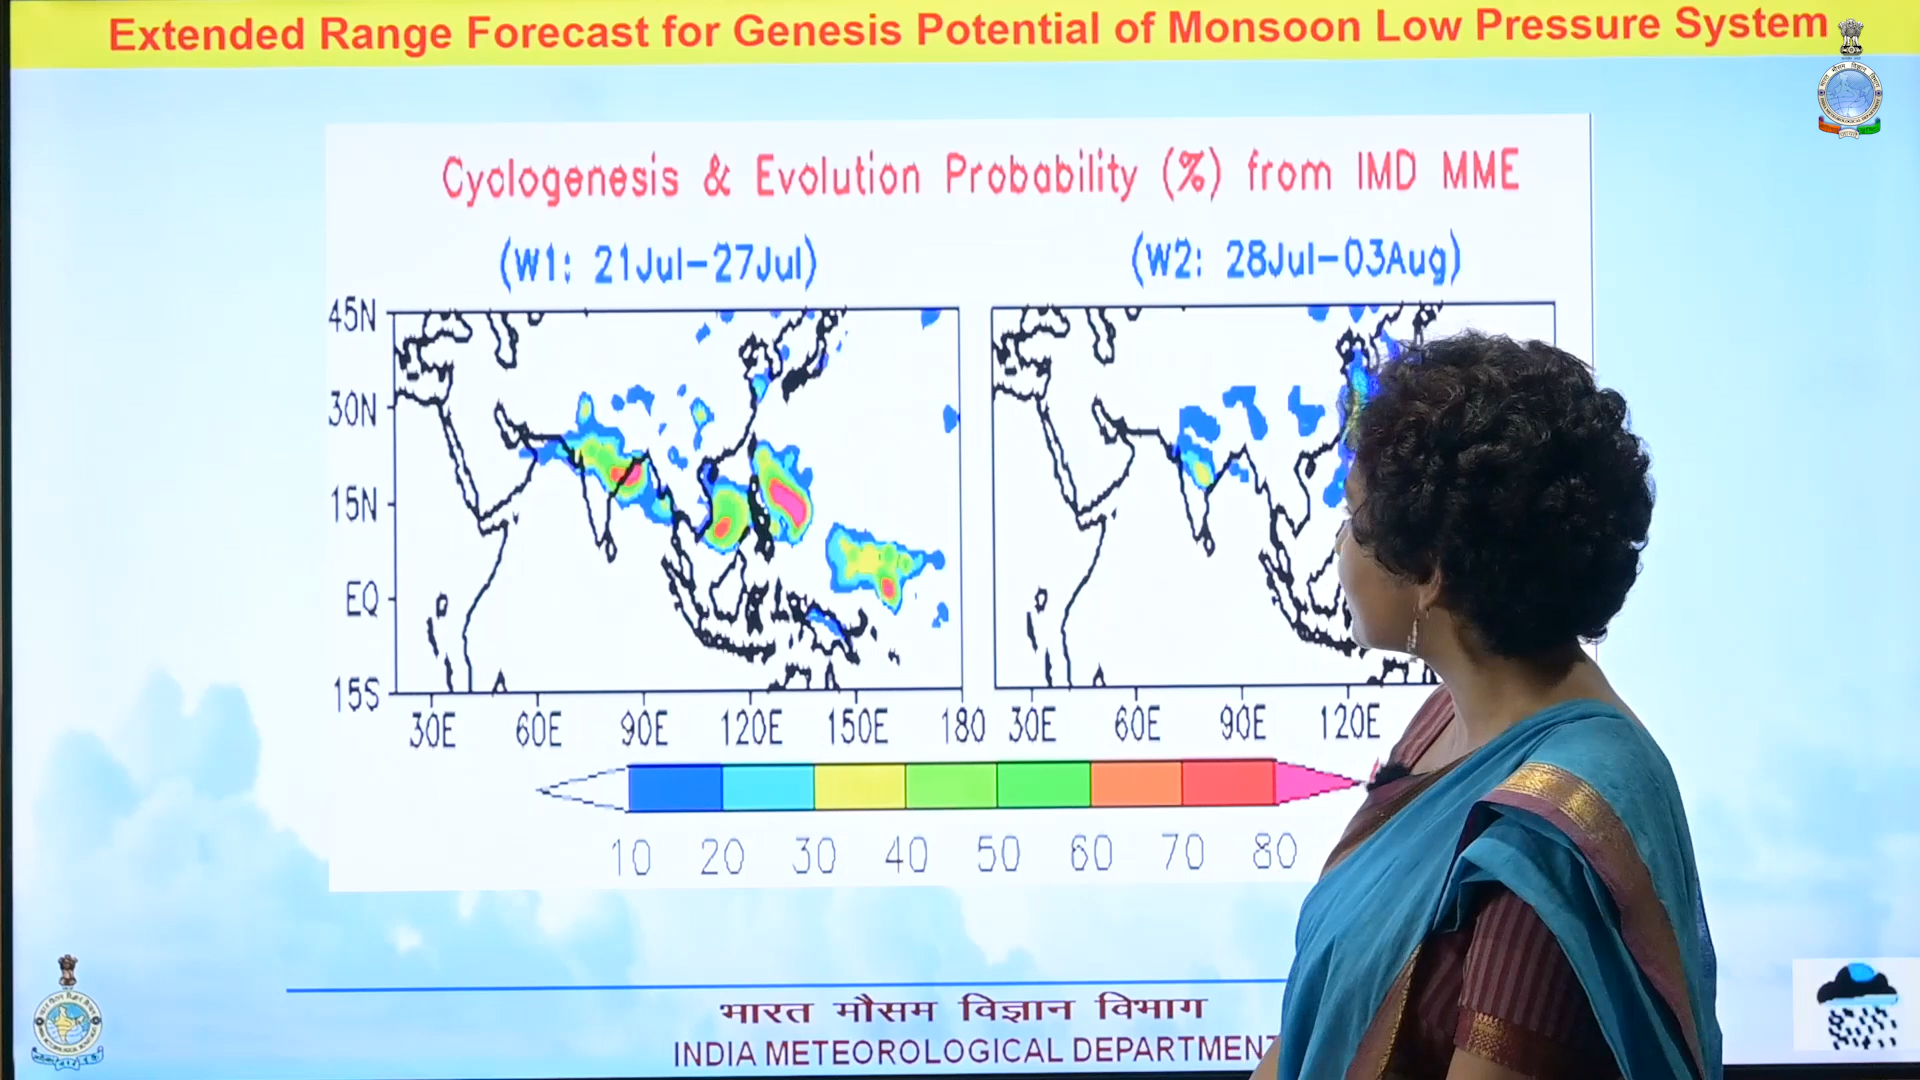 Extended Range Forecast for Genesis Potential of Monsoon Low Pressure System
Cyclogenesis & Evolution Probability (%) from IMD MME
(W1: 21Jul-27Jul) (W2: 28Jul-03Aug)
45N
30N
15N
EQ
15S
30E 60E 90E 120E 150E 180 30E 60E 90E 120E
10 20 30 40 50 60 70 80
भारत मौसम विज्ञान विभाग
INDIA METEOROLOGICAL DEPARTMENT